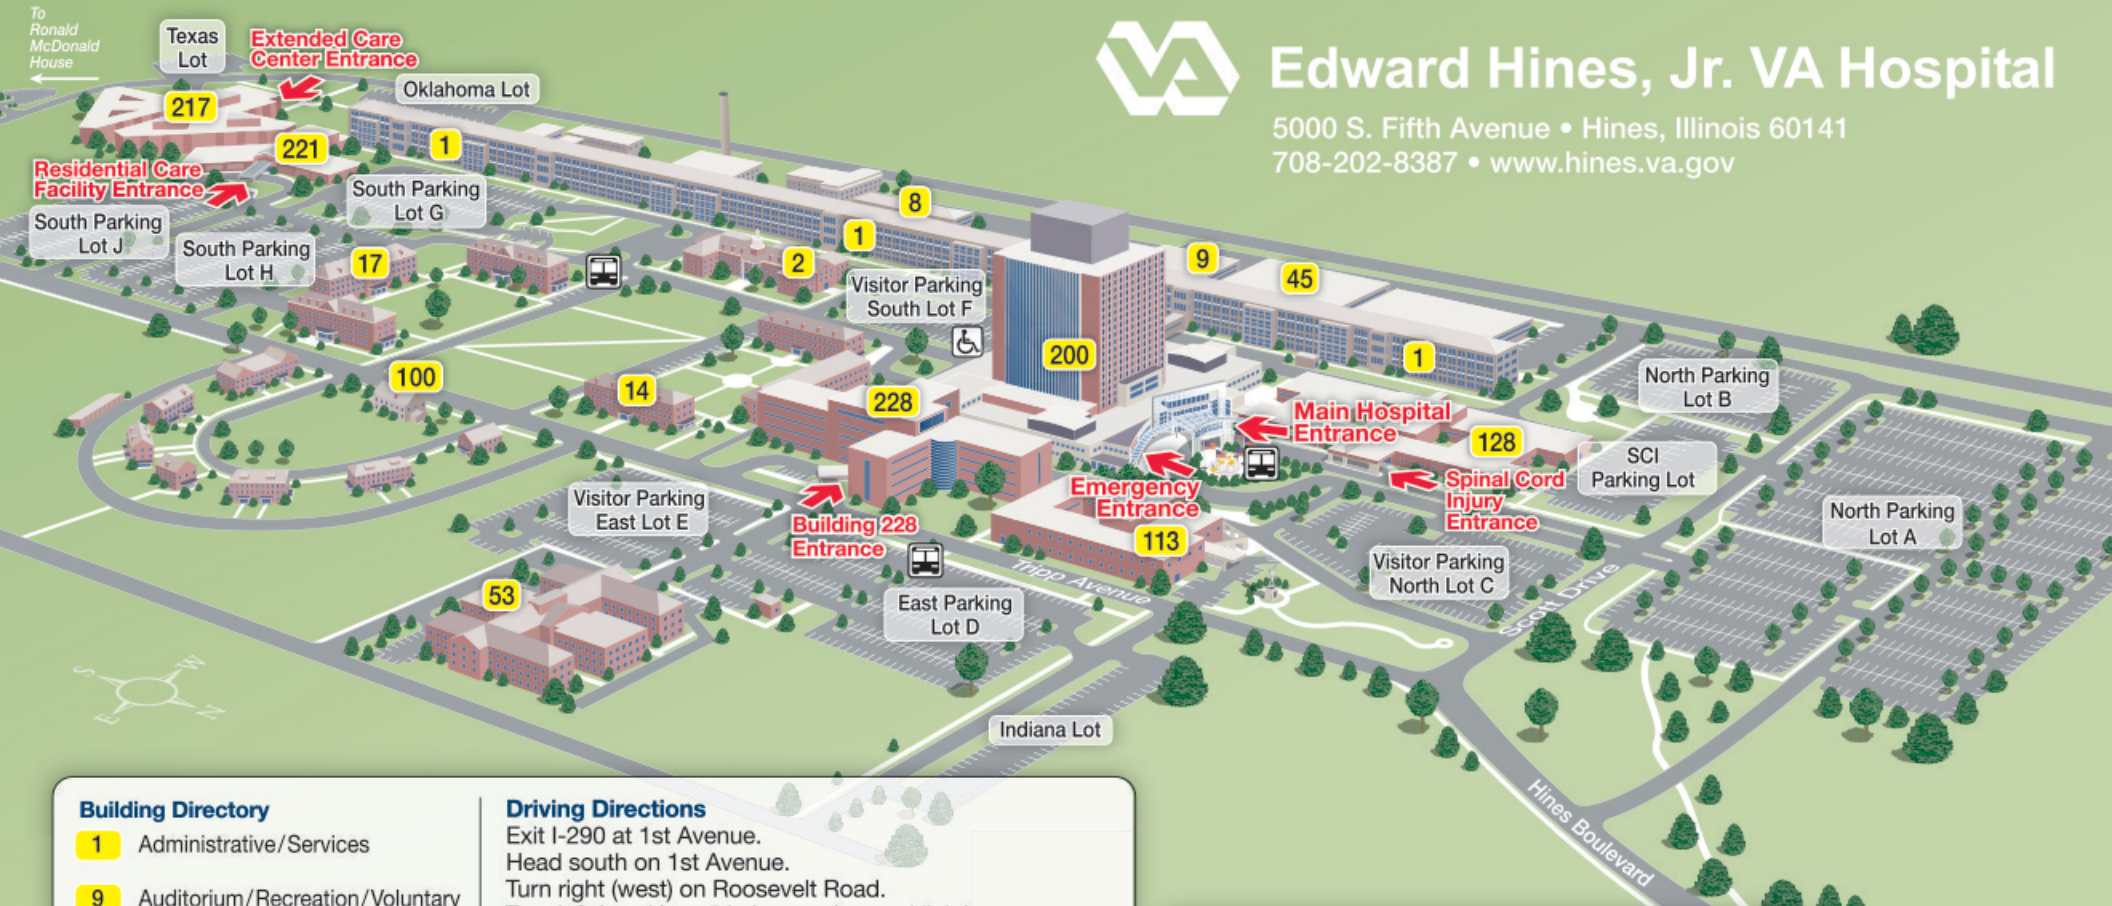 To
Ronald
McDonald
House
Texas
Lot
Extended Care
Center Entrance
Oklahoma Lot
VA
Edward Hines, Jr. VA Hospital
5000 S. Fifth Avenue • Hines, Illinois 60141
708-202-8387 • www.hines.va.gov
217
221
1
Residential Care
Facility Entrance
South Parking
Lot G
South Parking
Lot J
South Parking
Lot H
17
8
1
2
Visitor Parking
South Lot F
9
45
200
1
100
14
228
North Parking
Lot B
Main Hospital
Entrance
128
SCI
Parking Lot
Emergency
Entrance
Spinal Cord
Injury
Entrance
Visitor Parking
East Lot E
Building 228
Entrance
113
North Parking
Lot A
Visitor Parking
North Lot C
Tripp Avenue
Scott Drive
53
East Parking
Lot D
S
W
E
N
Indiana Lot
Hines Boulevard
Building Directory
1 Administrative/Services
9 Auditorium/Recreation/Voluntary
Driving Directions
Exit I-290 at 1st Avenue.
Head south on 1st Avenue.
Turn right (west) on Roosevelt Road.